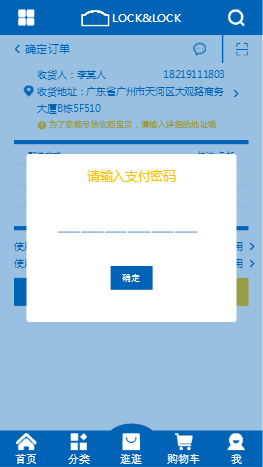 LOCK&LOCK
确定订单
收货人：李某人 18219111803
收货地址：广东省广州市天河区大观路商务
大厦B栋5F510
为了您能尽快收到宝贝，请输入详细的地址哦
请输入支付密码
确定
首页 分类 逛逛 购物车 我